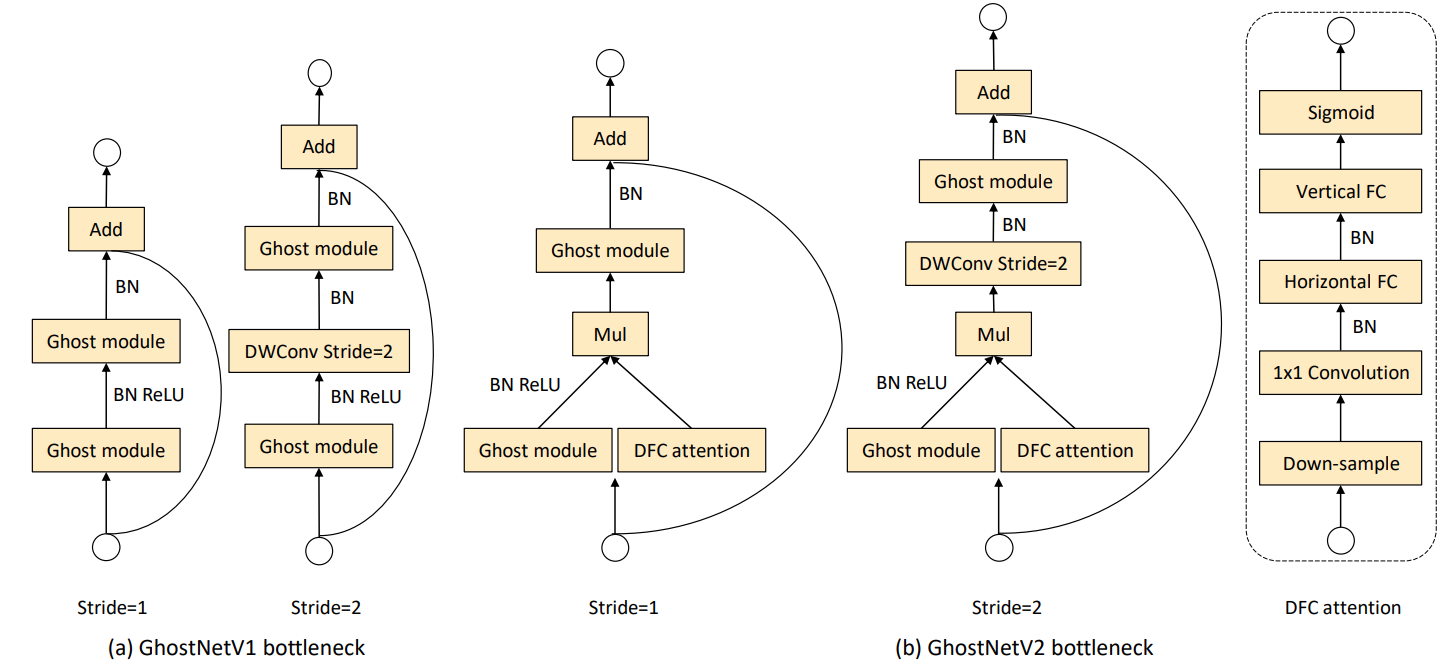 Add
BN
Ghost module
BN ReLU
Ghost module
Stride=1
Add
BN
Ghost module
BN
DWConv Stride=2
BN ReLU
Ghost module
Stride=2
(a) GhostNetV1 bottleneck
Add
BN
Ghost module
Mul
BN ReLU
Ghost module
DFC attention
Stride=1
Add
BN
Ghost module
BN
DWConv Stride=2
Mul
BN ReLU
Ghost module
DFC attention
Stride=2
(b) GhostNetV2 bottleneck
Sigmoid
Vertical FC
BN
Horizontal FC
BN
1x1 Convolution
Down-sample
DFC attention